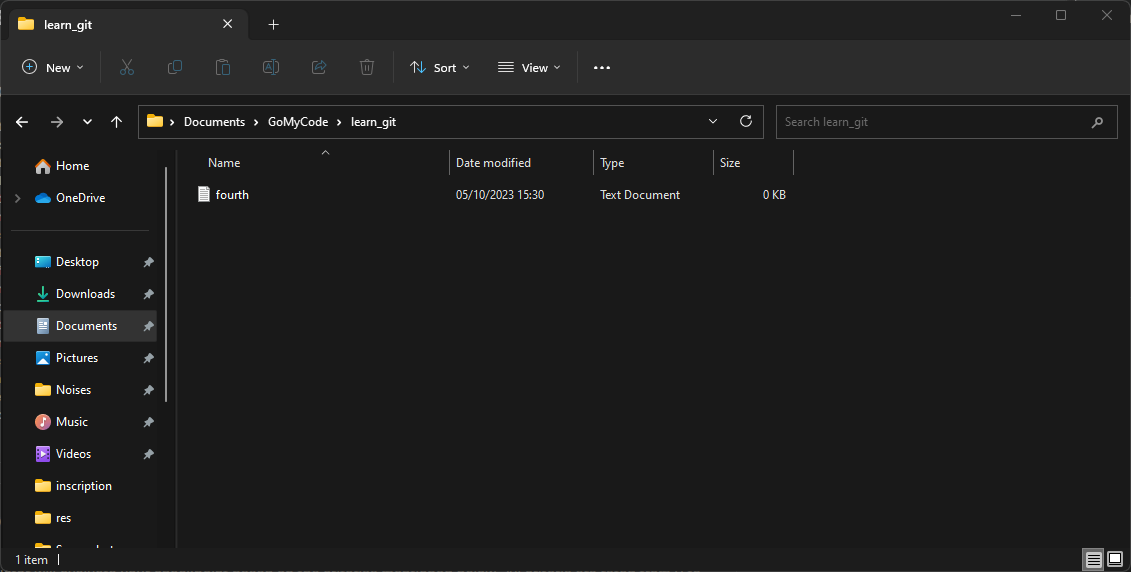 learn_git
New
Sort
View
Documents
GoMyCode
learn_git
Search learn_git
Home
OneDrive
Desktop
Downloads
Documents
Pictures
Noises
Music
Videos
inscription
res
Name Date modified Type Size
fourth 05/10/2023 15:30 Text Document 0 KB
1 item